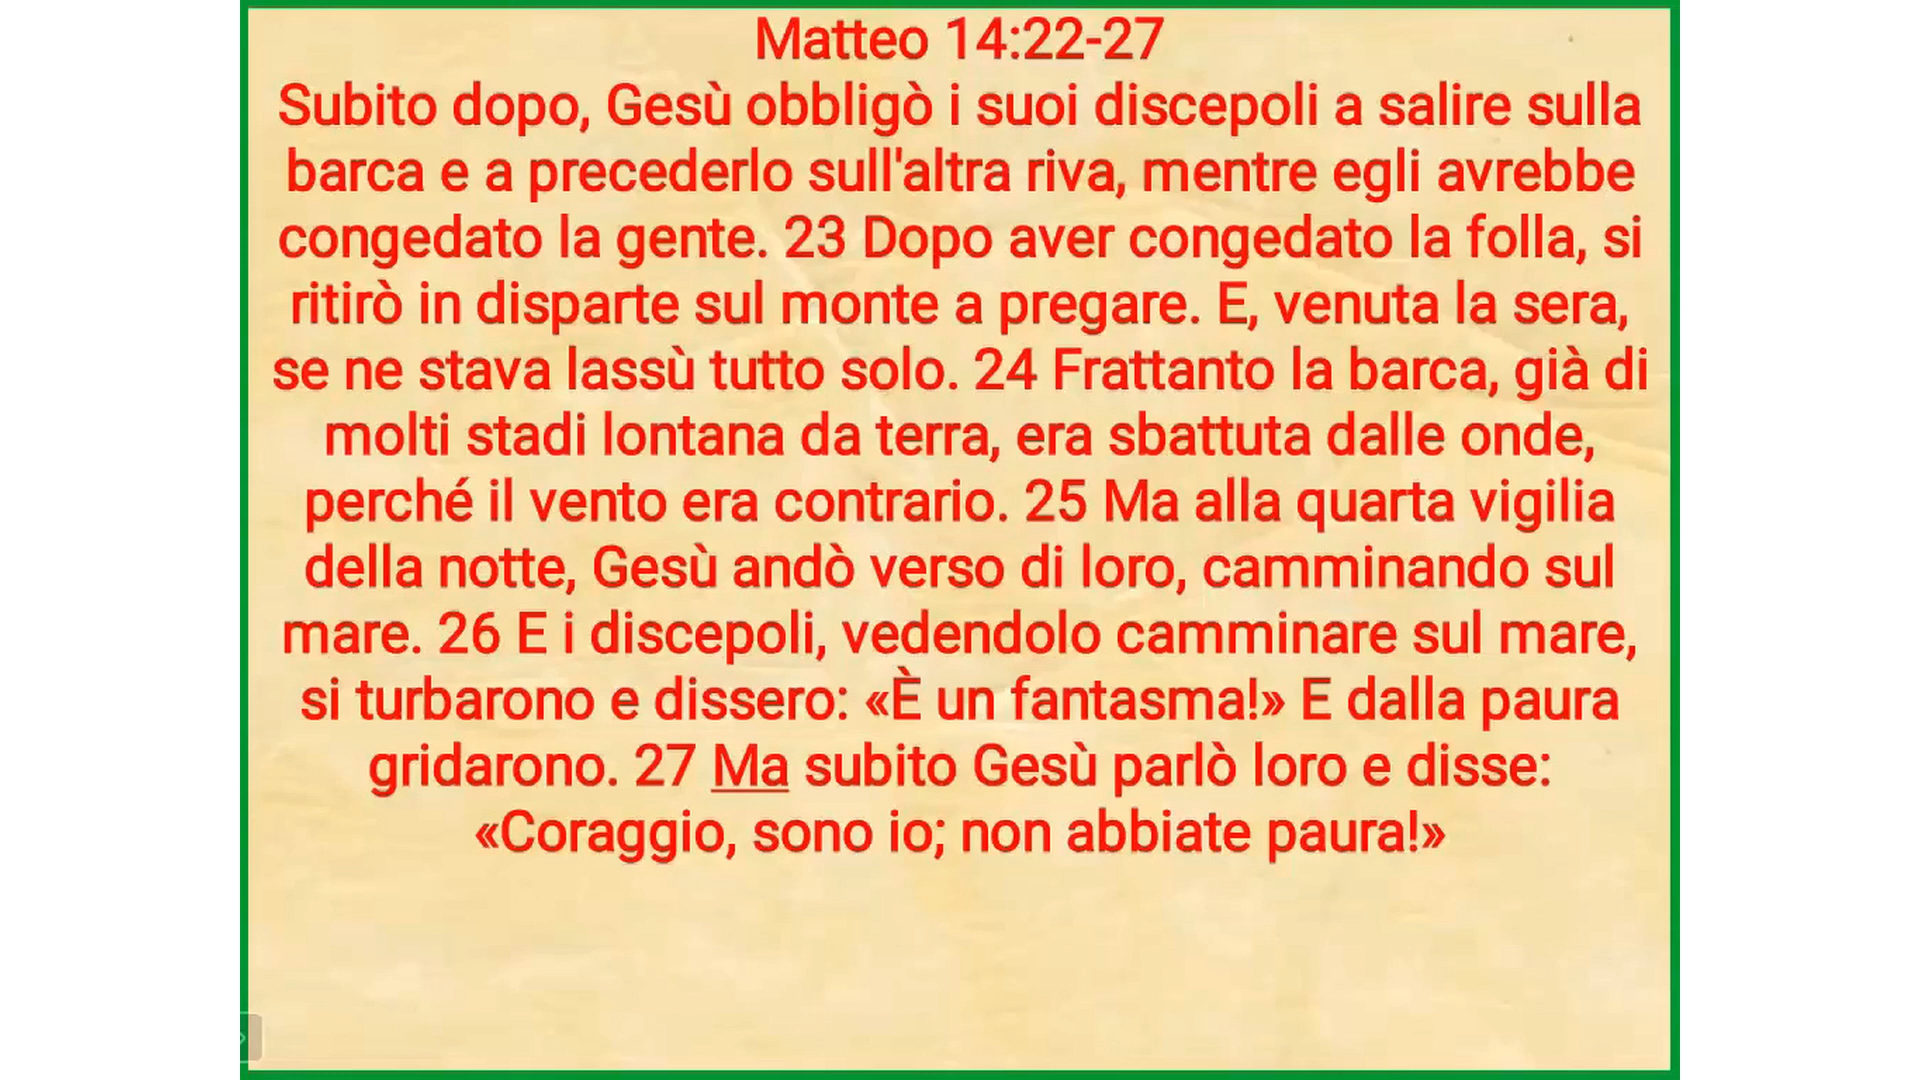 Matteo 14:22-27
Subito dopo, Gesù obbligò i suoi discepoli a salire sulla
barca e a precederlo sull'altra riva, mentre egli avrebbe
congedato la gente. 23 Dopo aver congedato la folla, si
ritirò in disparte sul monte a pregare. E, venuta la sera,
se ne stava lassù tutto solo. 24 Frattanto la barca, già di
molti stadi lontana da terra, era sbattuta dalle onde,
perché il vento era contrario. 25 Ma alla quarta vigilia
della notte, Gesù andò verso di loro, camminando sul
mare. 26 E i discepoli, vedendolo camminare sul mare,
si turbarono e dissero: «È un fantasma!» E dalla paura
gridarono. 27 Ma subito Gesù parlò loro e disse:
«Coraggio, sono io; non abbiate paura!»